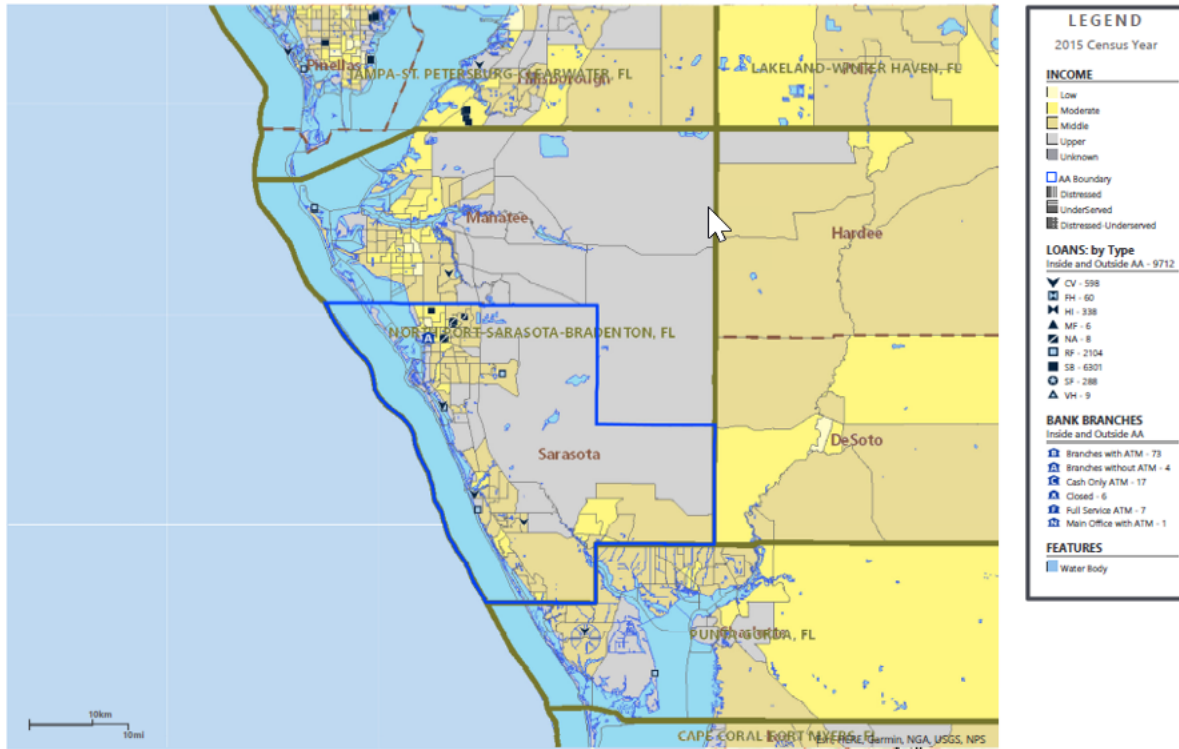 Pinellas
TAMPA-ST. PETERSBURG-CLEARWATER, FL
Hillsborough
LAKELAND-WINTER HAVEN, FL
Polk
Manatee
Hardee
NORTH PORT-SARASOTA-BRADENTON, FL
DeSoto
Sarasota
PUNTA GORDA, FL
Charlotte
CAPE CORAL-FORT MYERS, FL
Esri, HERE, Garmin, NGA, USGS, NPS
10km
10mi
LEGEND
2015 Census Year
INCOME
Low
Moderate
Middle
Upper
Unknown
AA Boundary
Distressed
UnderServed
Distressed-Underserved
LOANS: by Type
Inside and Outside AA - 9712
CV - 598
FH - 60
HI - 338
MF - 6
NA - 8
RF - 2104
SB - 6301
SF - 288
VH - 9
BANK BRANCHES
Inside and Outside AA
Branches with ATM - 73
Branches without ATM - 4
Cash Only ATM - 17
Closed - 6
Full Service ATM - 7
Main Office with ATM - 1
FEATURES
Water Body